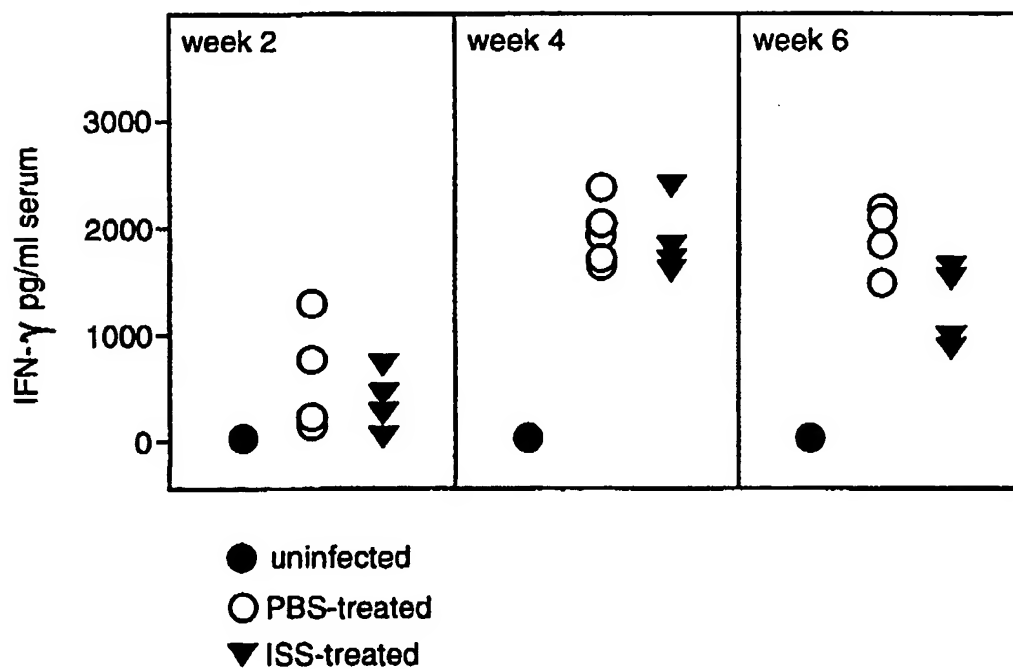 week 2
week 4
week 6
3000
2000
1000
0
IFN-γ pg/ml serum
uninfected
PBS-treated
ISS-treated